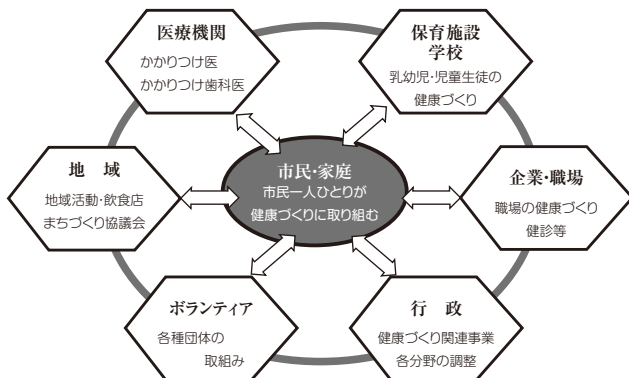 医療機関
かかりつけ医
かかりつけ歯科医
保育施設
学校
乳幼児・児童生徒の
健康づくり
地　域
地域活動・飲食店
まちづくり協議会
市民・家庭
市民一人ひとりが
健康づくりに取り組む
企業・職場
職場の健康づくり
健診等
ボランティア
各種団体の
取組み
行　政
健康づくり関連事業
各分野の調整